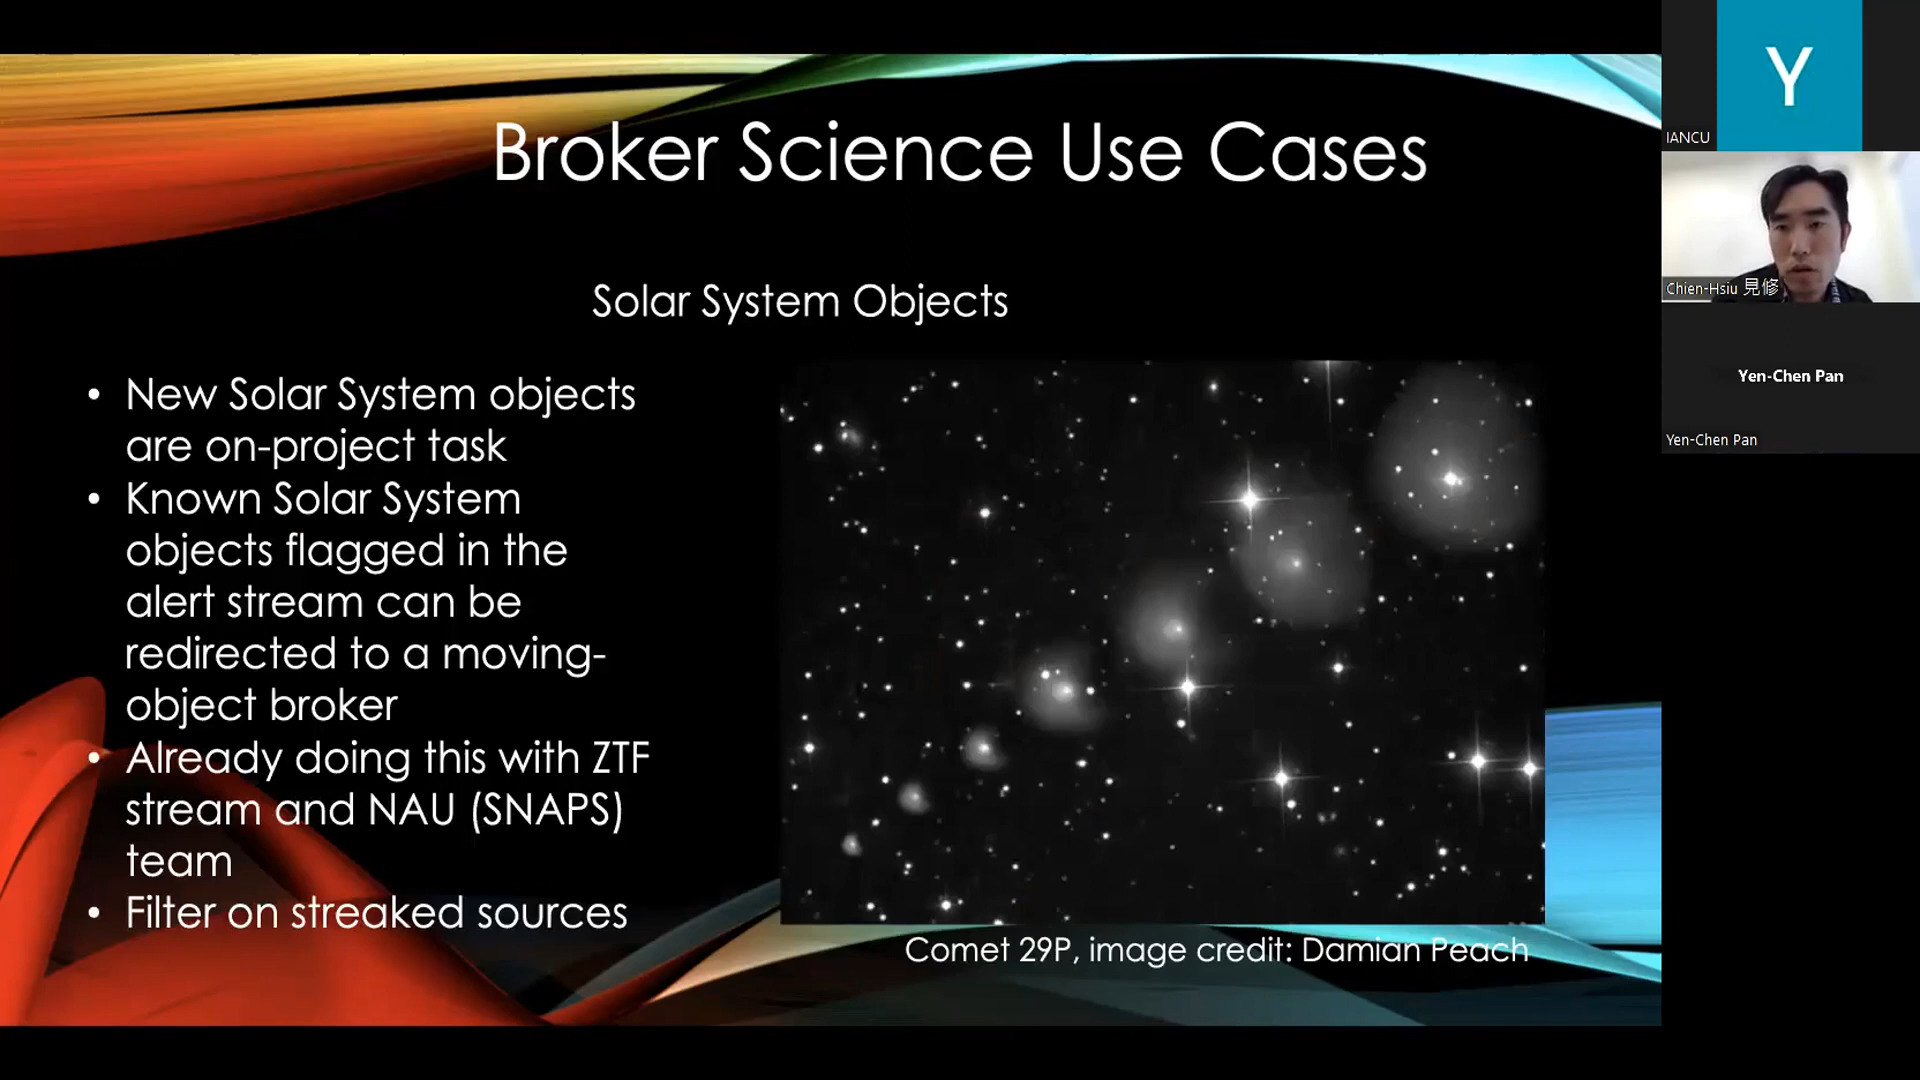 Broker Science Use Cases
Solar System Objects
• New Solar System objects
are on-project task
• Known Solar System
objects flagged in the
alert stream can be
redirected to a moving-
object broker
• Already doing this with ZTF
stream and NAU (SNAPS)
team
• Filter on streaked sources
Comet 29P, image credit: Damian Peach
Y
IANCU
Chien-Hsiu 見修
Yen-Chen Pan
Yen-Chen Pan